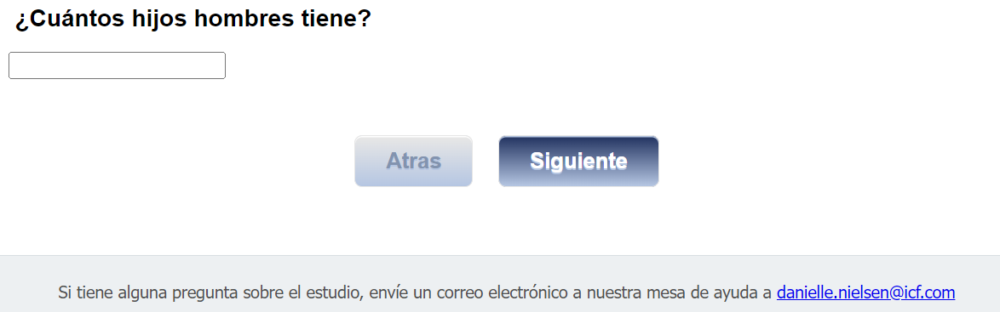 ¿Cuántos hijos hombres tiene?
Atras
Siguiente
Si tiene alguna pregunta sobre el estudio, envíe un correo electrónico a nuestra mesa de ayuda a danielle.nielsen@icf.com